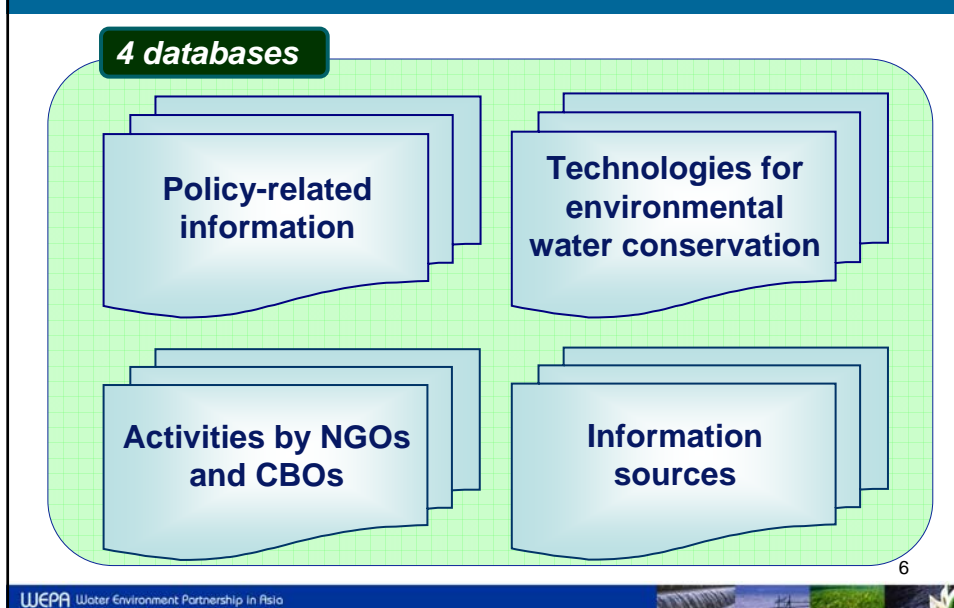 4 databases
Policy-related
information
Technologies for
environmental
water conservation
Activities by NGOs
and CBOs
Information
sources
6
WEPA Water Environment Partnership in Asia